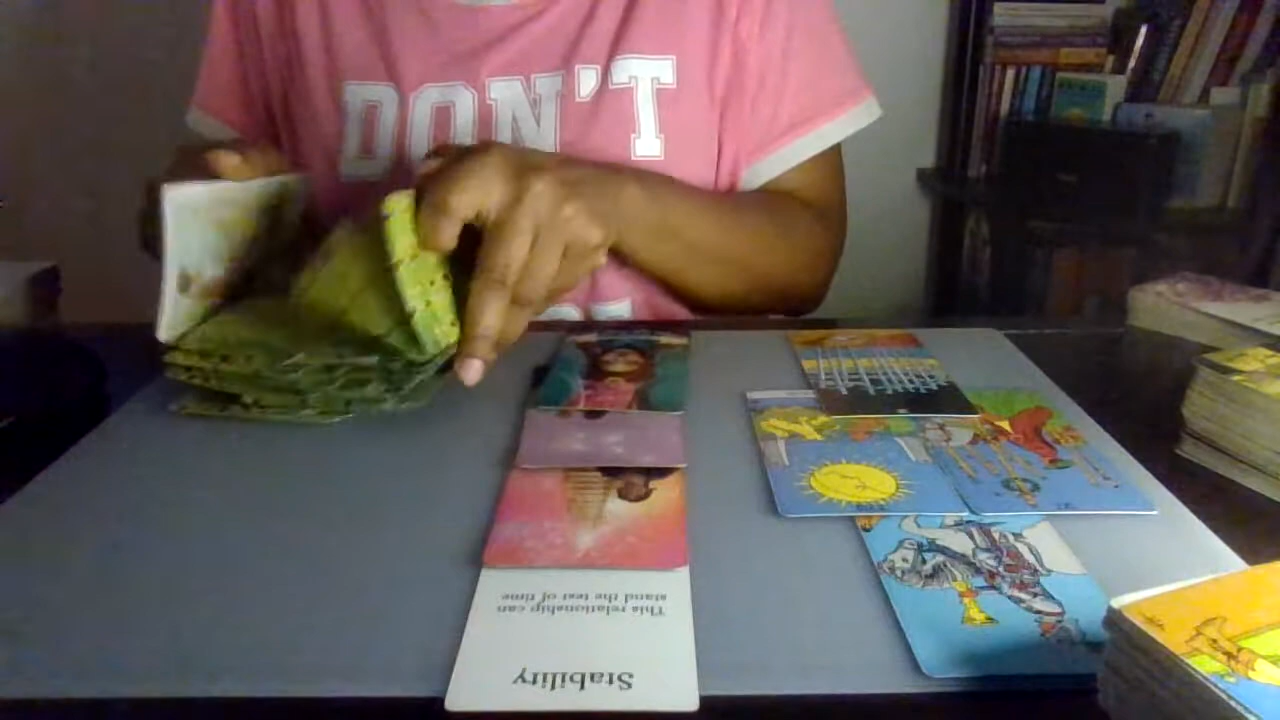 DON'T
Stability
This relationship can
stand the test of time